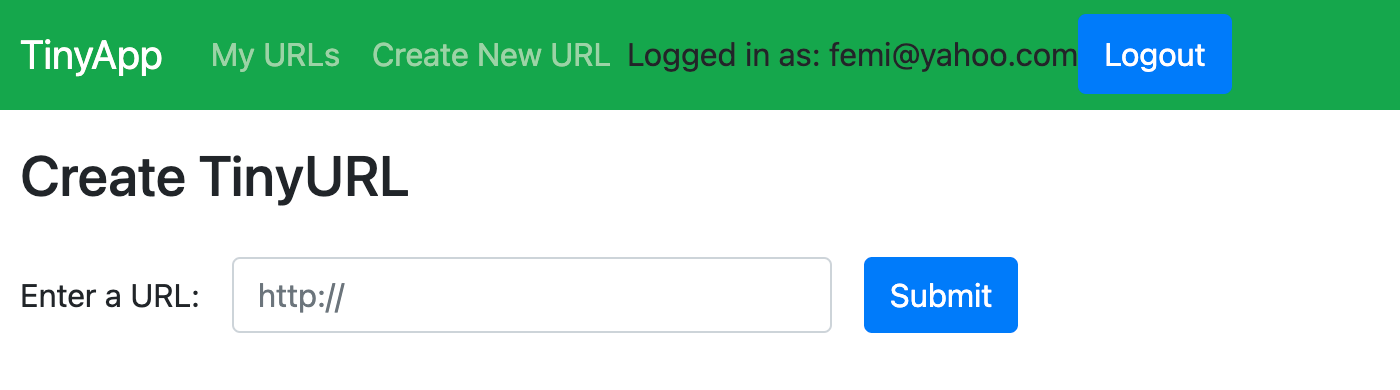 TinyApp My URLs Create New URL Logged in as: femi@yahoo.com Logout
Create TinyURL
Enter a URL: http:// Submit